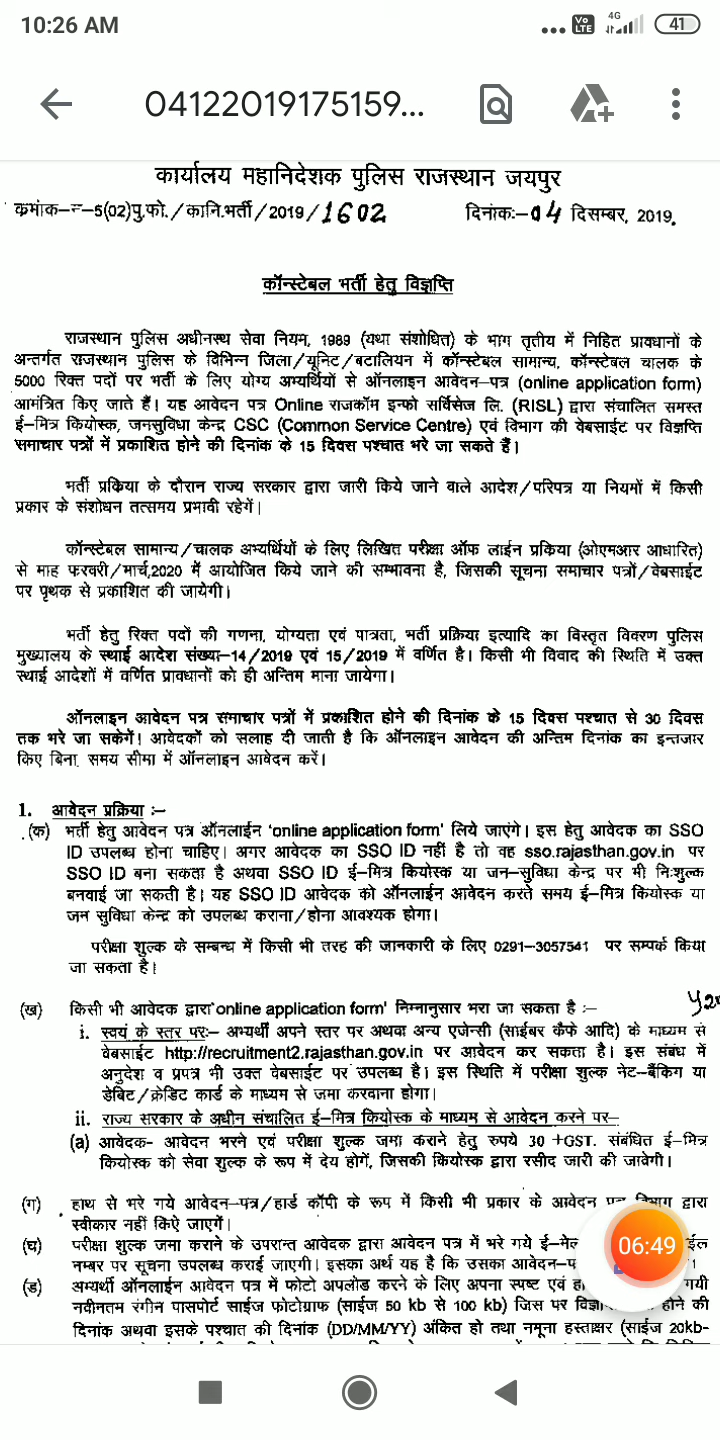 10:26 AM
Vo LTE 4G 41
04122019175159...
कार्यालय महानिदेशक पुलिस राजस्थान जयपुर
क्रमांक-न-5(02)पु.फो./कानि.भर्ती/2019/1602 दिनांकः-04 दिसम्बर, 2019.
कॉन्स्टेबल भर्ती हेतु विज्ञप्ति
राजस्थान पुलिस अधीनस्थ सेवा नियम, 1989 (यथा संशोधित) के भाग तृतीय में निहित प्रावधानों के
अन्तर्गत राजस्थान पुलिस के विभिन्न जिला/यूनिट/बटालियन में कॉन्स्टेबल सामान्य, कॉन्स्टेबल चालक के
5000 रिक्त पदों पर भर्ती के लिए योग्य अभ्यर्थियों से ऑनलाइन आवेदन-पत्र (online application form)
आमंत्रित किए जाते हैं। यह आवेदन पत्र Online राजकॉम इन्फो सर्विसेज लि. (RISL) द्वारा संचालित समस्त
ई-मित्र कियोस्क, जनसुविधा केन्द्र CSC (Common Service Centre) एवं विभाग की वेबसाईट पर विज्ञप्ति
समाचार पत्रों में प्रकाशित होने की दिनांक के 15 दिवस पश्चात भरे जा सकते हैं।
भर्ती प्रक्रिया के दौरान राज्य सरकार द्वारा जारी किये जाने वाले आदेश/परिपत्र या नियमों में किसी
प्रकार के संशोधन तत्समय प्रभावी रहेगें।
कॉन्स्टेबल सामान्य/चालक अभ्यर्थियों के लिए लिखित परीक्षा ऑफ लाईन प्रक्रिया (ओएमआर आधारित)
से माह फरवरी/मार्च,2020 में आयोजित किये जाने की सम्भावना है, जिसकी सूचना समाचार पत्रों/वेबसाईट
पर पृथक से प्रकाशित की जायेगी।
भर्ती हेतु रिक्त पदों की गणना, योग्यता एवं पात्रता, भर्ती प्रक्रिया इत्यादि का विस्तृत विवरण पुलिस
मुख्यालय के स्थाई आदेश संख्या-14/2019 एवं 15/2019 में वर्णित है। किसी भी विवाद की स्थिति में उक्त
स्थाई आदेशों में वर्णित प्रावधानों को ही अन्तिम माना जायेगा।
ऑनलाइन आवेदन पत्र समाचार पत्रों में प्रकाशित होने की दिनांक के 15 दिवस पश्चात से 30 दिवस
तक भरे जा सकेगें। आवेदकों को सलाह दी जाती है कि ऑनलाइन आवेदन की अन्तिम दिनांक का इन्तजार
किए बिना, समय सीमा में ऑनलाइन आवेदन करें।
1. आवेदन प्रक्रिया :-
(क) भर्ती हेतु आवेदन पत्र ऑनलाईन 'online application form' लिये जाएंगे। इस हेतु आवेदक का SSO
ID उपलब्ध होना चाहिए। अगर आवेदक का SSO ID नहीं है तो वह sso.rajasthan.gov.in पर
SSO ID बना सकता है अथवा SSO ID ई-मित्र कियोस्क या जन-सुविधा केन्द्र पर भी निःशुल्क
बनवाई जा सकती है। यह SSO ID आवेदक को ऑनलाईन आवेदन करते समय ई-मित्र कियोस्क या
जन सुविधा केन्द्र को उपलब्ध कराना/होना आवश्यक होगा।
परीक्षा शुल्क के सम्बन्ध में किसी भी तरह की जानकारी के लिए 0291-3057541 पर सम्पर्क किया
जा सकता है।
(ख) किसी भी आवेदक द्वारा 'online application form' निम्नानुसार भरा जा सकता है :-
i. स्वयं के स्तर परः- अभ्यर्थी अपने स्तर पर अथवा अन्य एजेन्सी (साईबर कैफे आदि) के माध्यम से
वेबसाईट http://recruitment2.rajasthan.gov.in पर आवेदन कर सकता है। इस संबंध में
अनुदेश व प्रपत्र भी उक्त वेबसाईट पर उपलब्ध है। इस स्थिति में परीक्षा शुल्क नेट-बैंकिग या
डेबिट/क्रेडिट कार्ड के माध्यम से जमा करवाना होगा।
ii. राज्य सरकार के अधीन संचालित ई-मित्र कियोस्क के माध्यम से आवेदन करने पर-
(a) आवेदक- आवेदन भरने एवं परीक्षा शुल्क जमा कराने हेतु रुपये 30 +GST. संबंधित ई-मित्र
कियोस्क को सेवा शुल्क के रूप में देय होगें, जिसकी कियोस्क द्वारा रसीद जारी की जावेगी।
(ग) हाथ से भरे गये आवेदन-पत्र/हार्ड कॉपी के रूप में किसी भी प्रकार के आवेदन विभाग द्वारा
स्वीकार नहीं किऐ जाएगें।
(घ) परीक्षा शुल्क जमा कराने के उपरान्त आवेदक द्वारा आवेदन पत्र में भरे गये
नम्बर पर सूचना उपलब्ध कराई जाएगी। इसका अर्थ यह है कि उसका
06:49
(ड) अभ्यर्थी ऑनलाईन आवेदन पत्र में फोटो अपलोड करने के लिए अपना स्पष्ट एवं गयी
नवीनतम रंगीन पासपोर्ट साईज फोटोग्राफ (साईज 50 kb से 100 kb) जिस पर होने की
दिनांक अथवा इसके पश्चात की दिनांक (DD/MM/YY) अंकित हो तथा नमूना हस्ताक्षर (साईज 20kb-